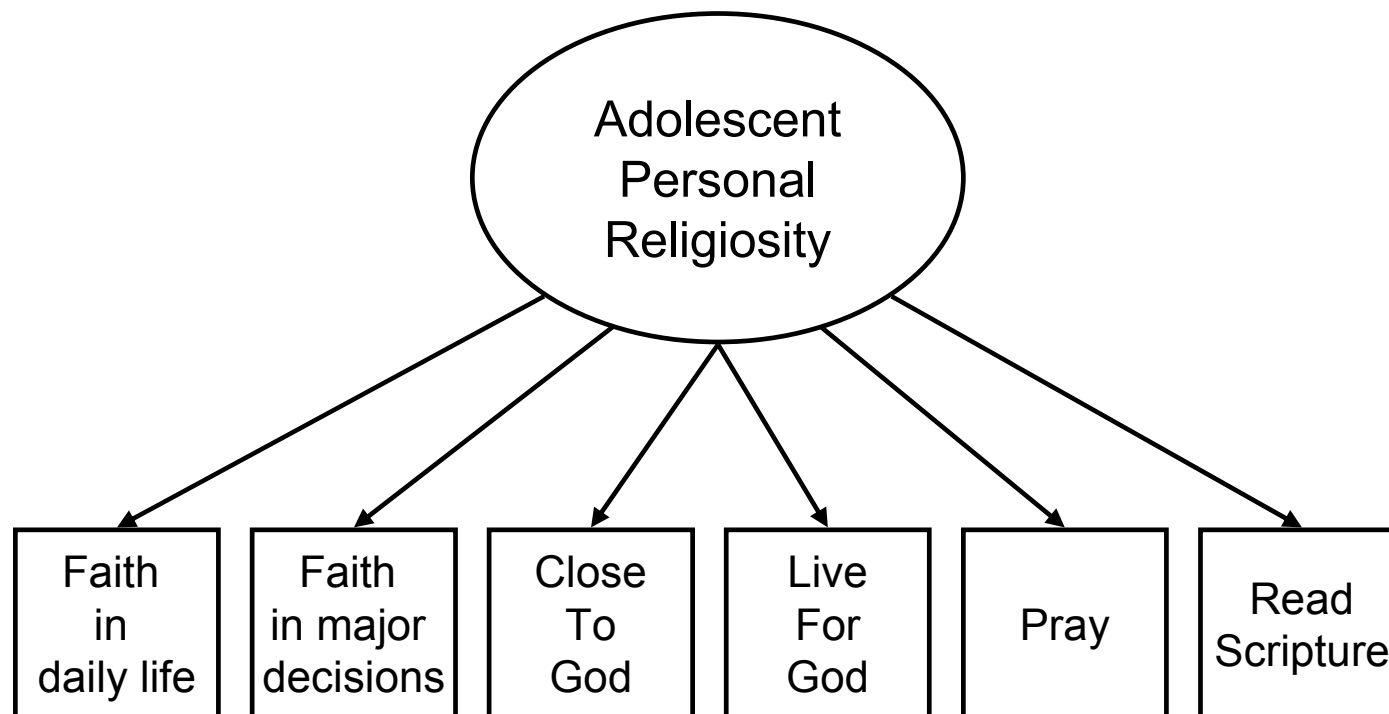 Adolescent
Personal
Religiosity
Faith
in
daily life
Faith
in major
decisions
Close
To
God
Live
For
God
Pray
Read
Scripture